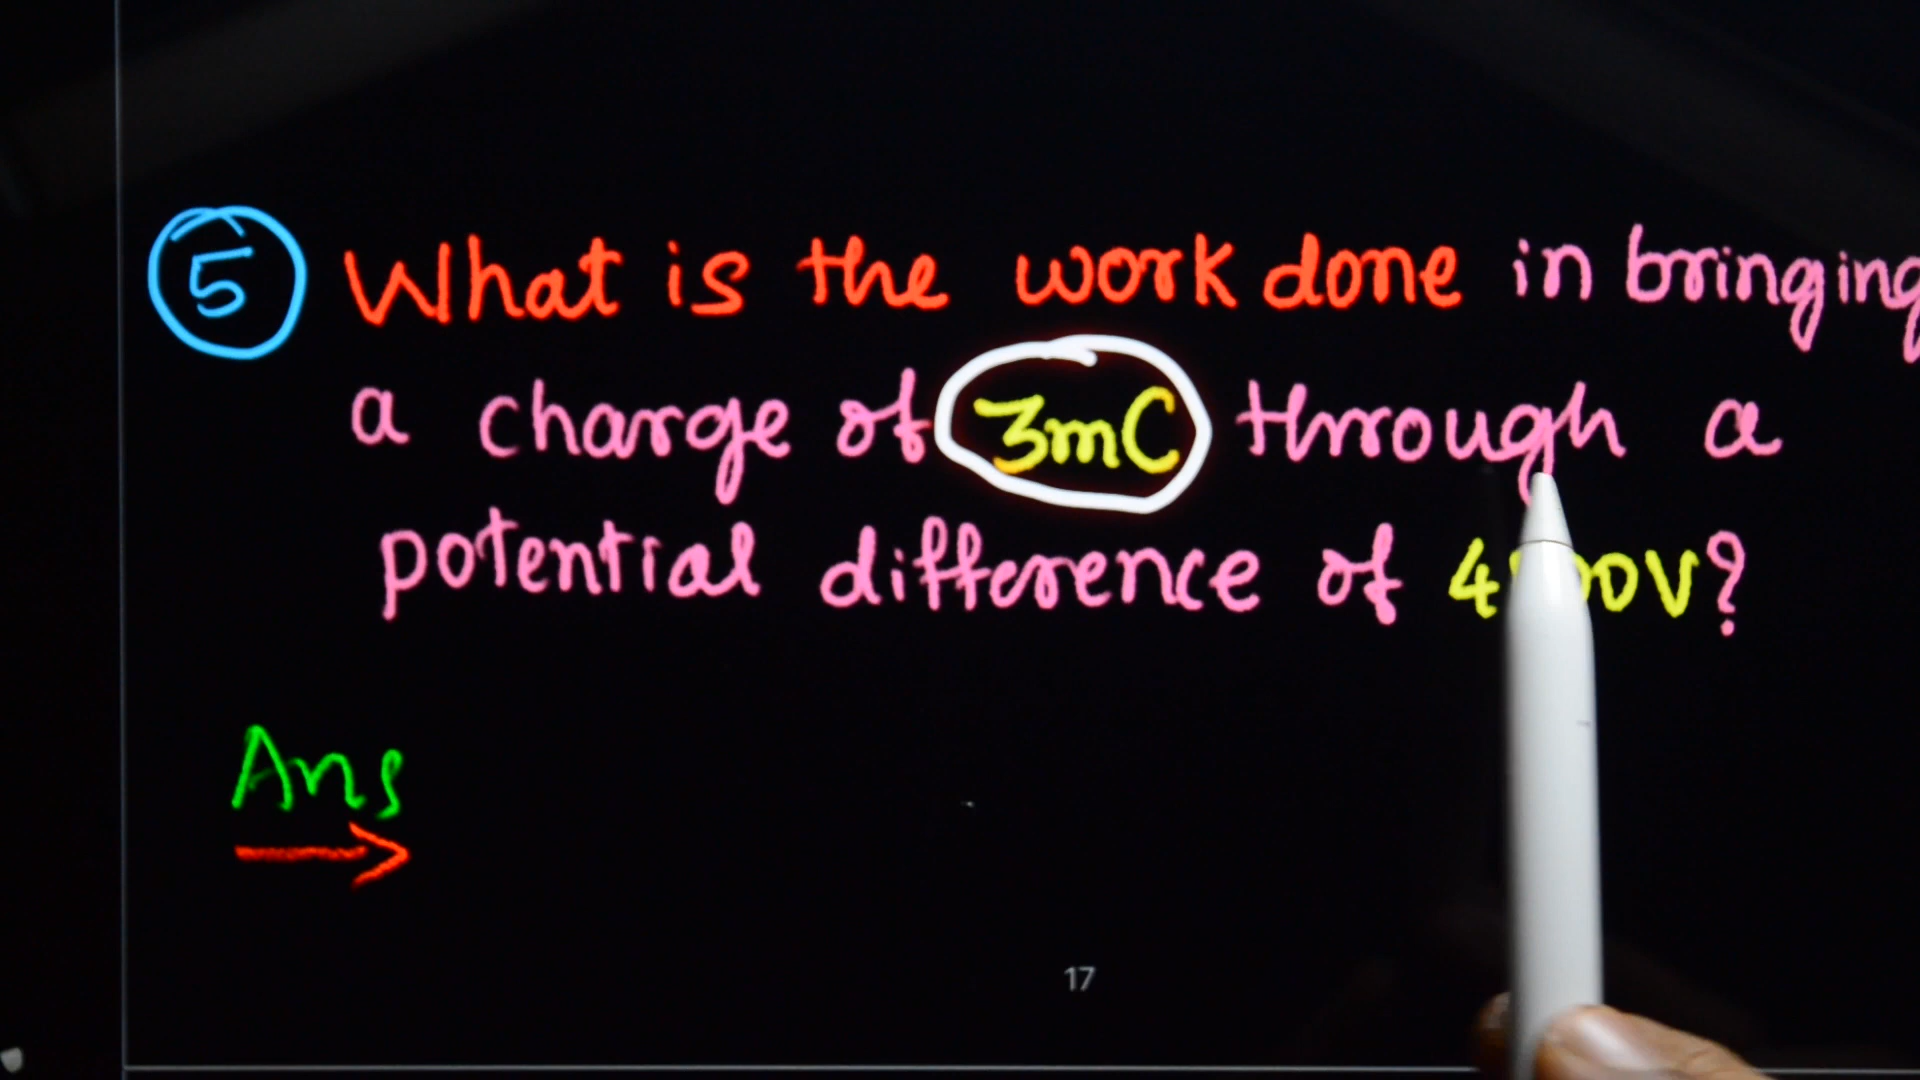 5 What is the work done in bringing
a charge of 3mC through a
potential difference of
Ans
17